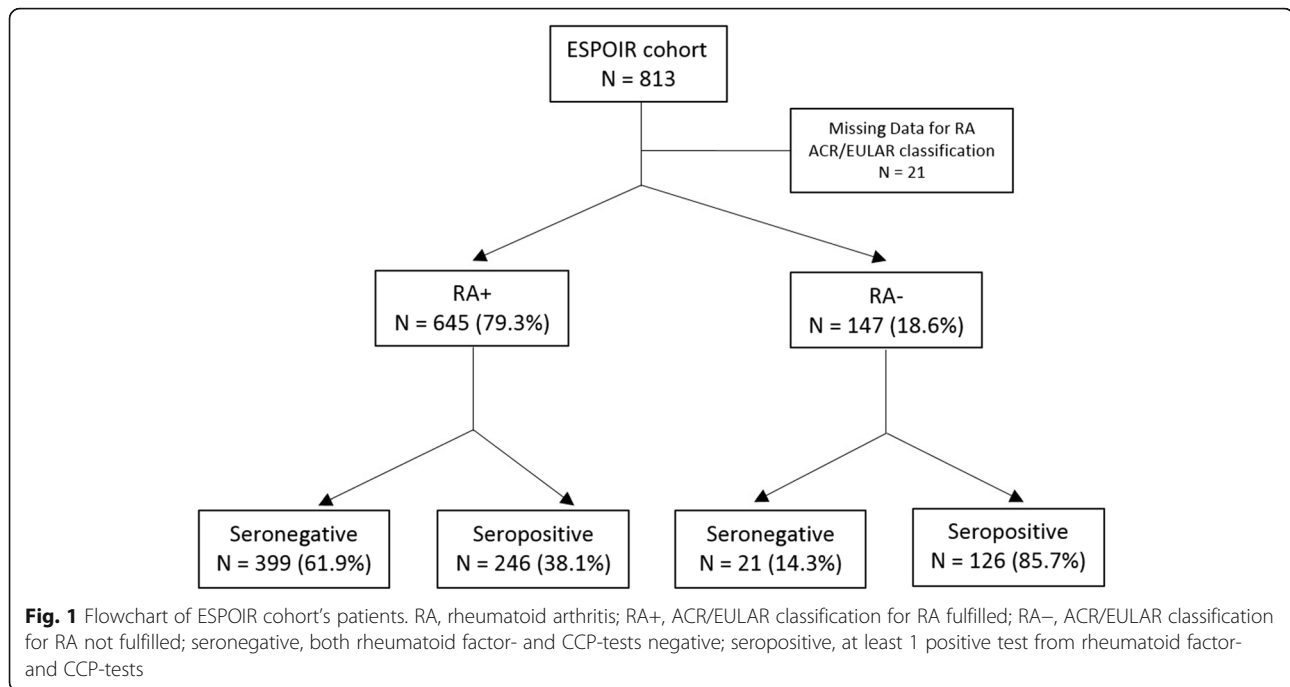 ESPOIR cohort
N = 813
Missing Data for RA
ACR/EULAR classification
N = 21
RA+
N = 645 (79.3%)
RA-
N = 147 (18.6%)
Seronegative
N = 399 (61.9%)
Seropositive
N = 246 (38.1%)
Seronegative
N = 21 (14.3%)
Seropositive
N = 126 (85.7%)
Fig. 1 Flowchart of ESPOIR cohort's patients. RA, rheumatoid arthritis; RA+, ACR/EULAR classification for RA fulfilled; RA−, ACR/EULAR classification
for RA not fulfilled; seronegative, both rheumatoid factor- and CCP-tests negative; seropositive, at least 1 positive test from rheumatoid factor-
and CCP-tests